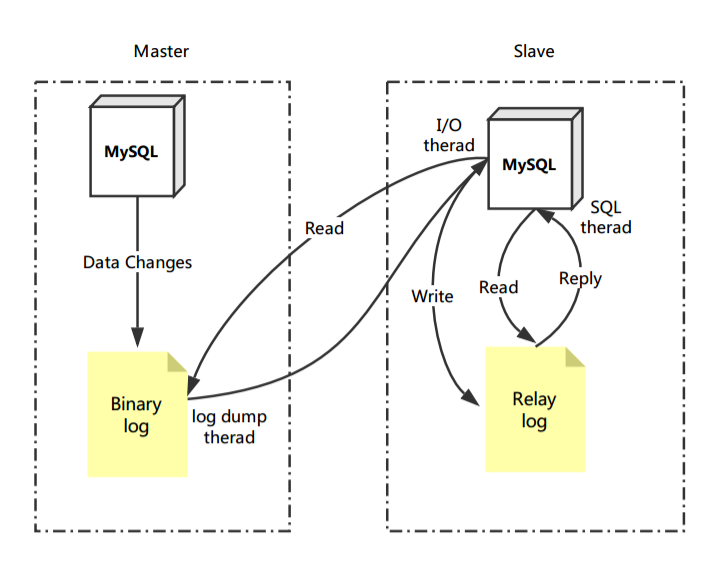 Master
Slave
MySQL
I/O
therad
MySQL
SQL
therad
Read
Data Changes
Write
Read
Reply
Binary
log
log dump
therad
Relay
log